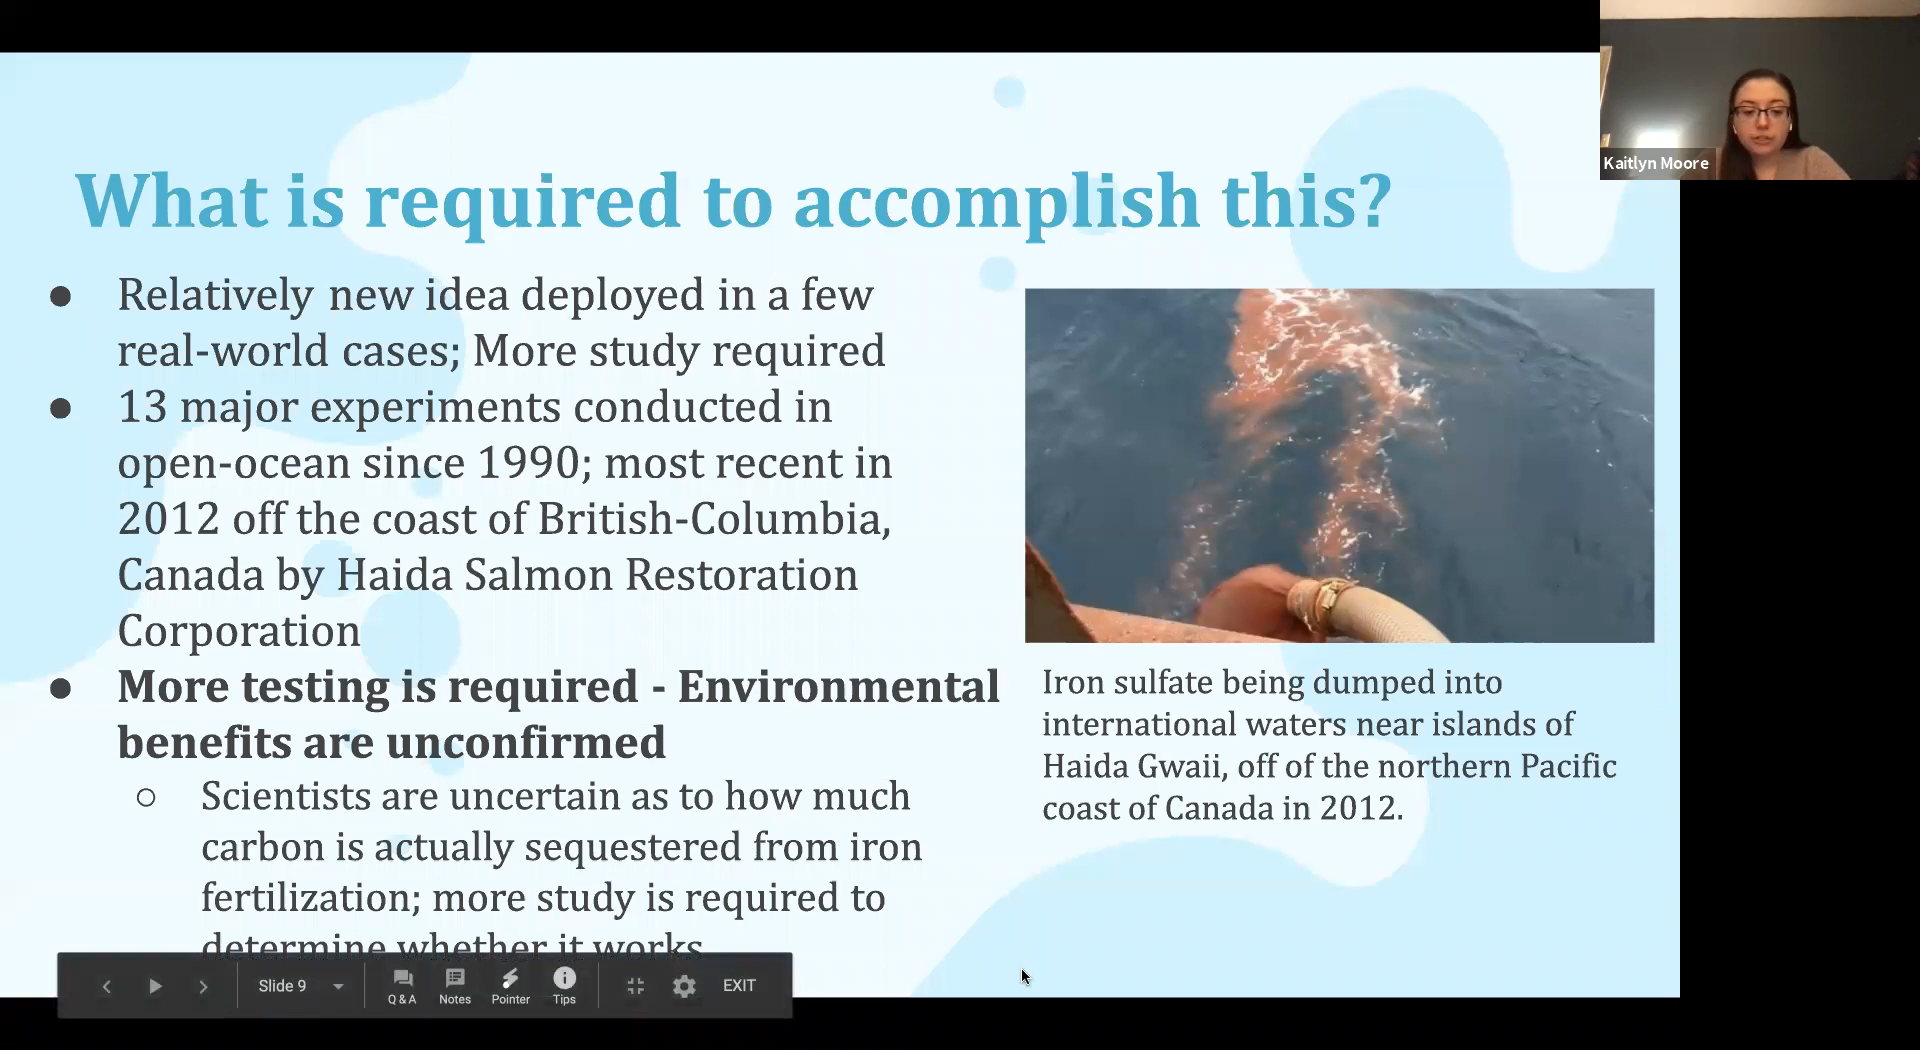 Kaitlyn Moore
What is required to accomplish this?
● Relatively new idea deployed in a few
real-world cases; More study required
● 13 major experiments conducted in
open-ocean since 1990; most recent in
2012 off the coast of British-Columbia,
Canada by Haida Salmon Restoration
Corporation
● More testing is required - Environmental
benefits are unconfirmed
○ Scientists are uncertain as to how much
carbon is actually sequestered from iron
fertilization; more study is required to
determine whether it works
Iron sulfate being dumped into
international waters near islands of
Haida Gwaii, off of the northern Pacific
coast of Canada in 2012.
Slide 9
Q & A
Notes
Pointer
Tips
EXIT